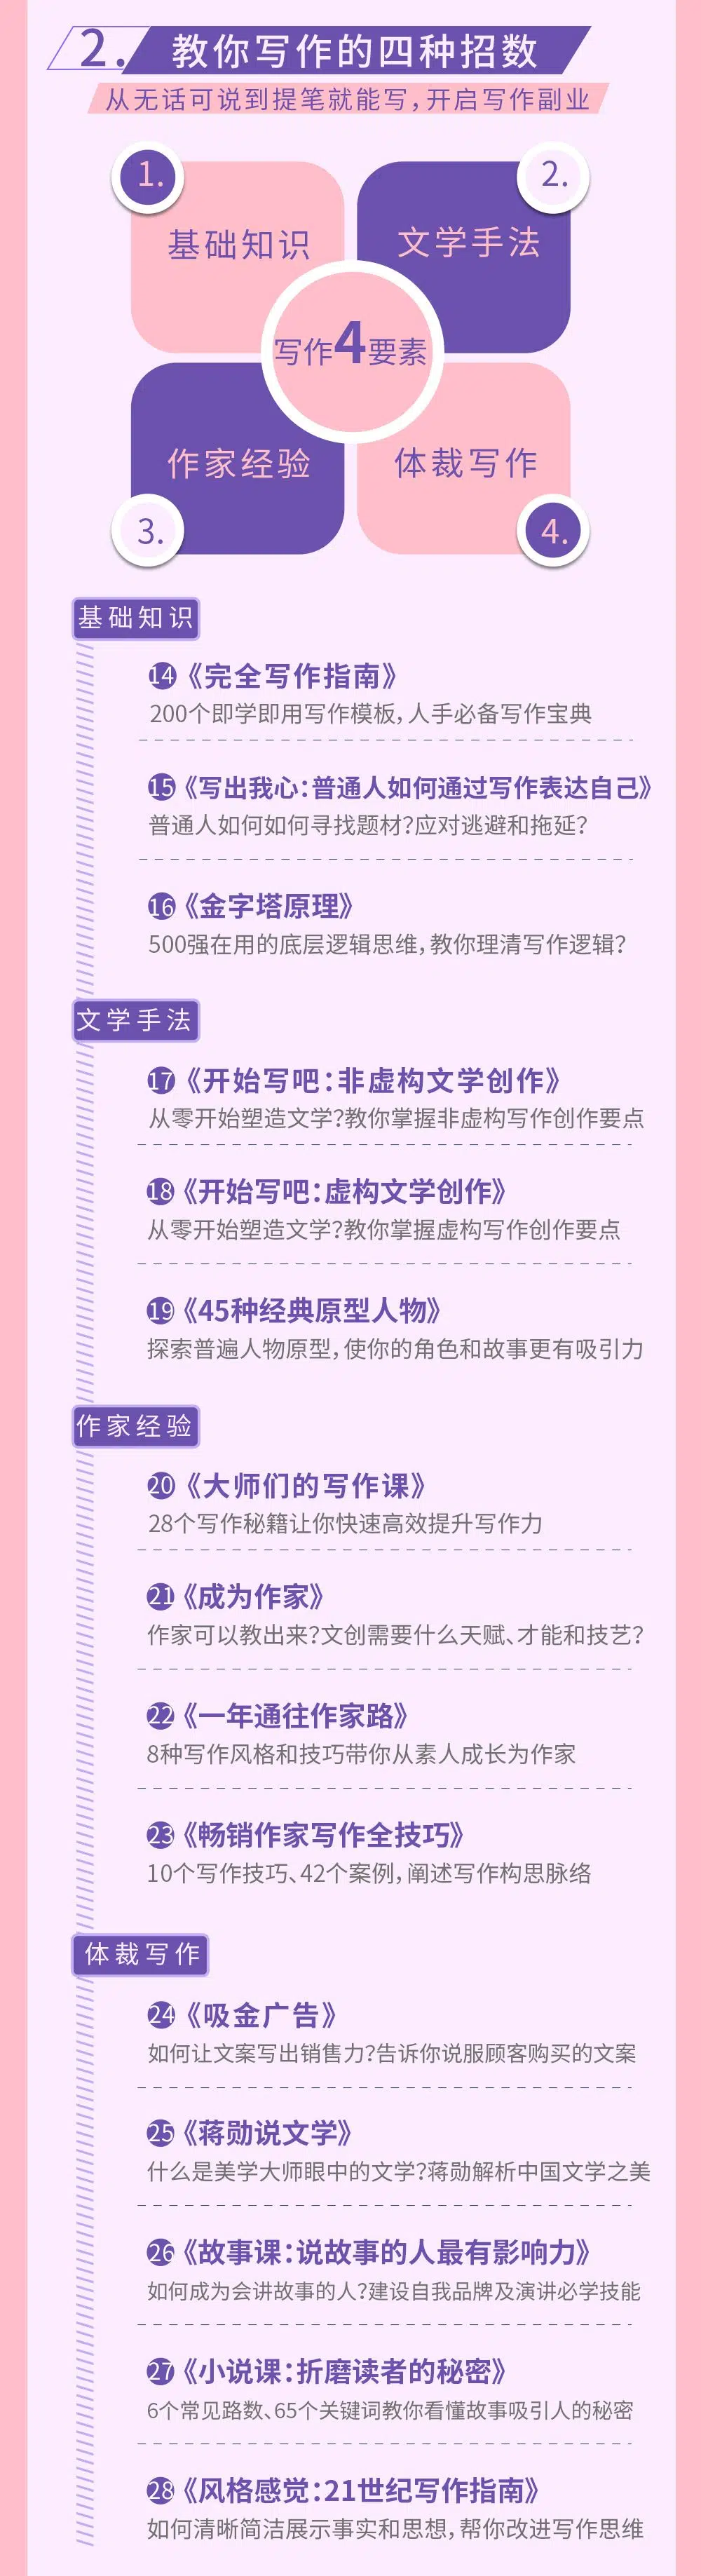 2. 教你写作的四种招数
从无话可说到提笔就能写,开启写作副业
1.
2.
基础知识
文学手法
写作4要素
作家经验
体裁写作
3.
4.
基础知识
14《完全写作指南》
200个即学即用写作模板,人手必备写作宝典
15《写出我心:普通人如何通过写作表达自己》
普通人如何如何寻找题材?应对逃避和拖延?
16《金字塔原理》
500强在用的底层逻辑思维,教你理清写作逻辑?
文学手法
17《开始写吧:非虚构文学创作》
从零开始塑造文学?教你掌握非虚构写作创作要点
18《开始写吧:虚构文学创作》
从零开始塑造文学?教你掌握虚构写作创作要点
19《45种经典原型人物》
探索普遍人物原型,使你的角色和故事更有吸引力
作家经验
20《大师们的写作课》
28个写作秘籍让你快速高效提升写作力
21《成为作家》
作家可以教出来?文创需要什么天赋、才能和技艺?
22《一年通往作家路》
8种写作风格和技巧带你从素人成长为作家
23《畅销作家写作全技巧》
10个写作技巧、42个案例,阐述写作构思脉络
体裁写作
24《吸金广告》
如何让文案写出销售力?告诉你说服顾客购买的文案
25《蒋勋说文学》
什么是美学大师眼中的文学?蒋勋解析中国文学之美
26《故事课:说故事的人最有影响力》
如何成为会讲故事的人?建设自我品牌及演讲必学技能
27《小说课:折磨读者的秘密》
6个常见路数、65个关键词教你看懂故事吸引人的秘密
28《风格感觉:21世纪写作指南》
如何清晰简洁展示事实和思想,帮你改进写作思维